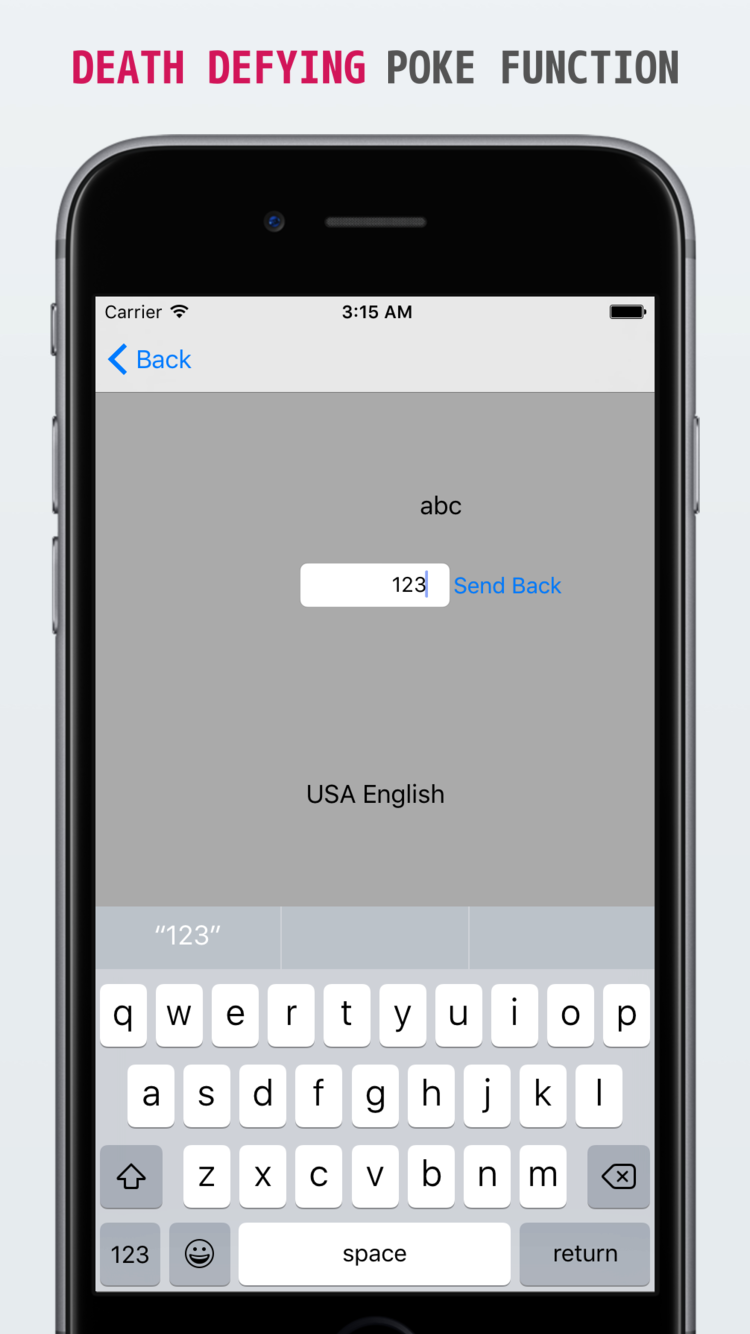 DEATH DEFYING POKE FUNCTION
Carrier 3:15 AM
Back
abc
123 Send Back
USA English
“123”
q w e r t y u i o p
a s d f g h j k l
z x c v b n m
123 space return